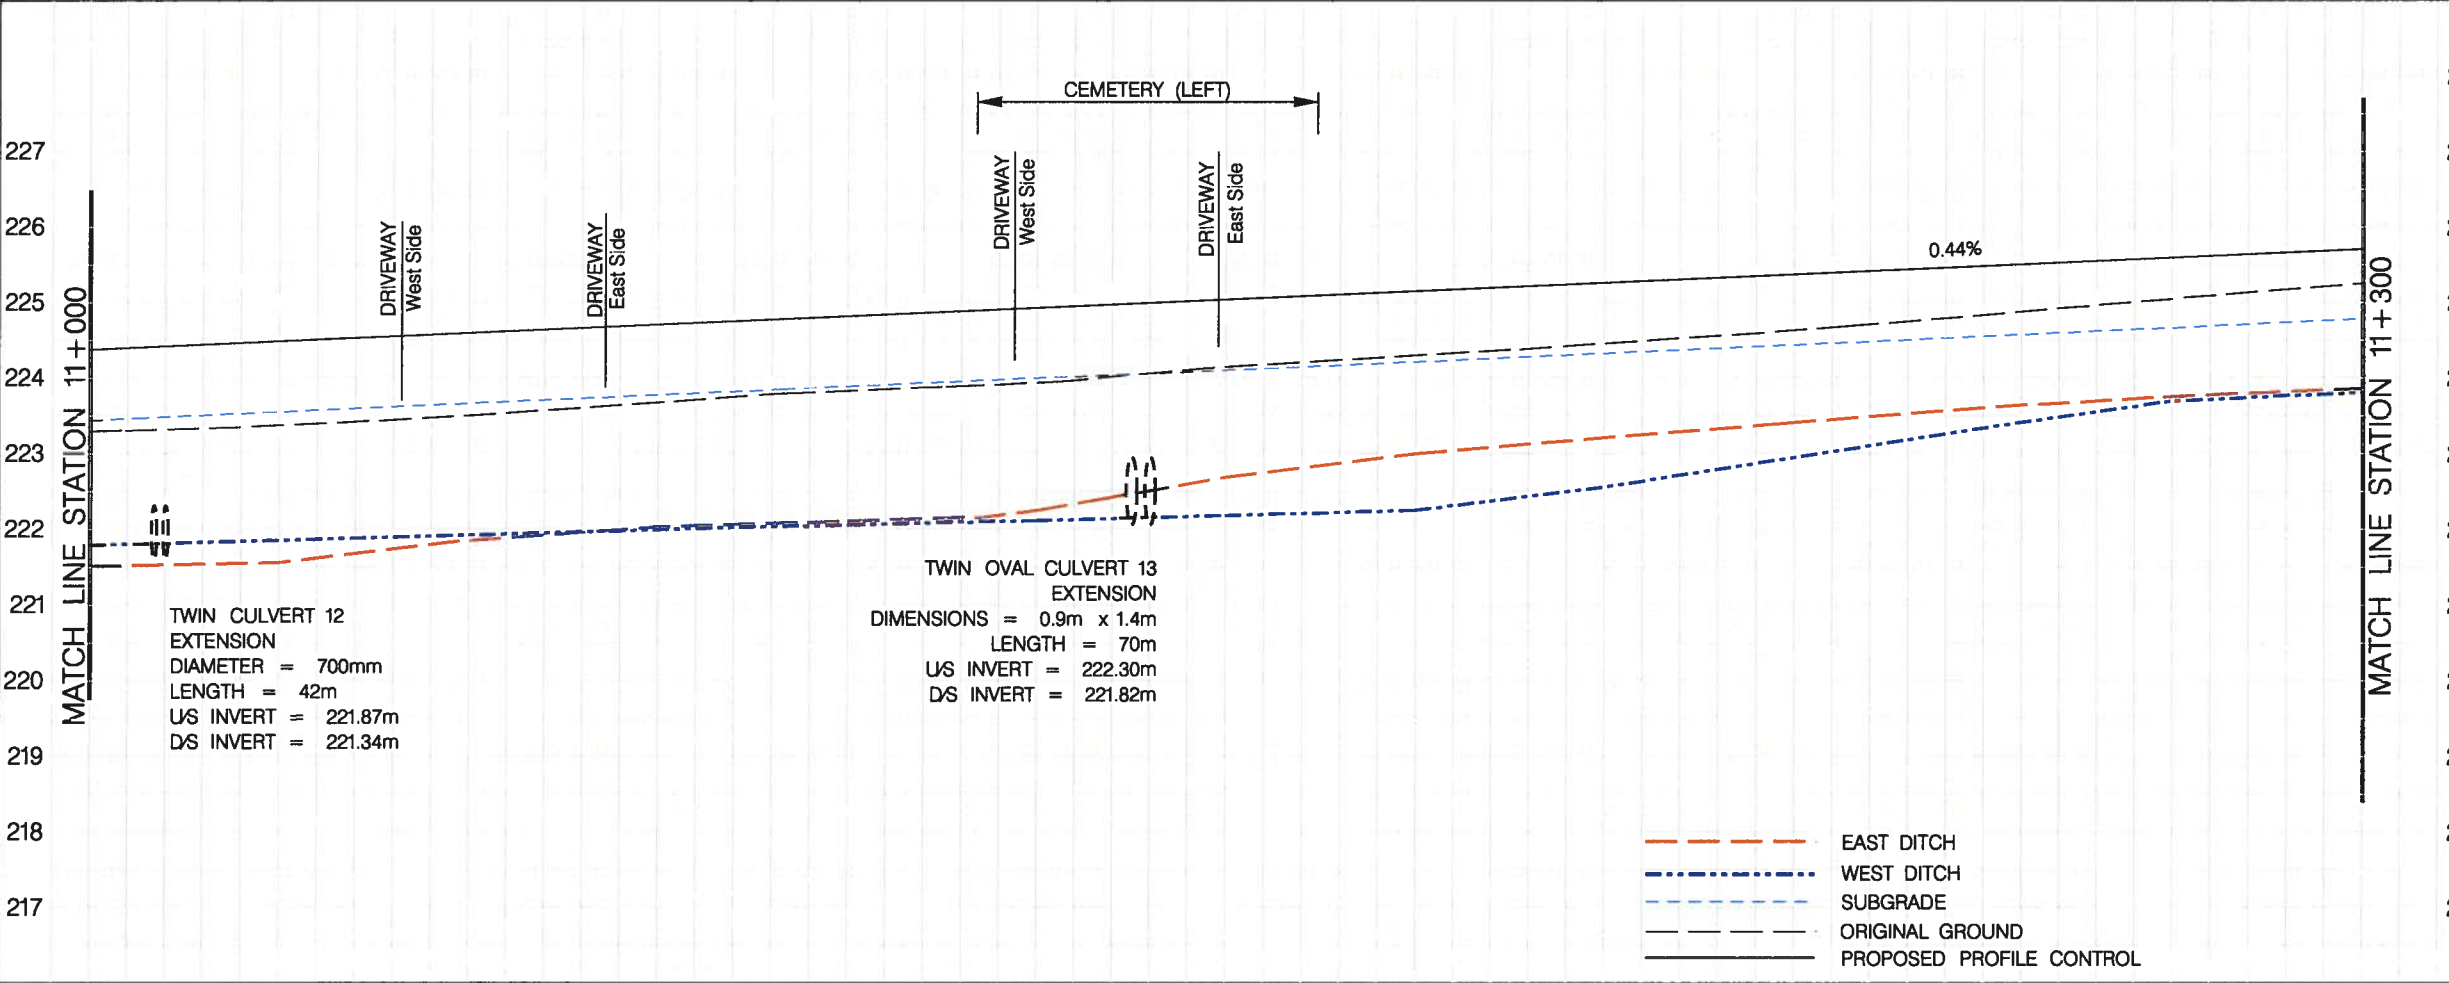 CEMETERY (LEFT)
227
226
225
224
223
222
221
220
219
218
217
MATCH LINE STATION 11+000
DRIVEWAY
West Side
DRIVEWAY
East Side
DRIVEWAY
West Side
DRIVEWAY
East Side
0.44%
MATCH LINE STATION 11+300
TWIN CULVERT 12
EXTENSION
DIAMETER = 700mm
LENGTH = 42m
U/S INVERT = 221.87m
D/S INVERT = 221.34m
TWIN OVAL CULVERT 13
EXTENSION
DIMENSIONS = 0.9m x 1.4m
LENGTH = 70m
U/S INVERT = 222.30m
D/S INVERT = 221.82m
EAST DITCH
WEST DITCH
SUBGRADE
ORIGINAL GROUND
PROPOSED PROFILE CONTROL